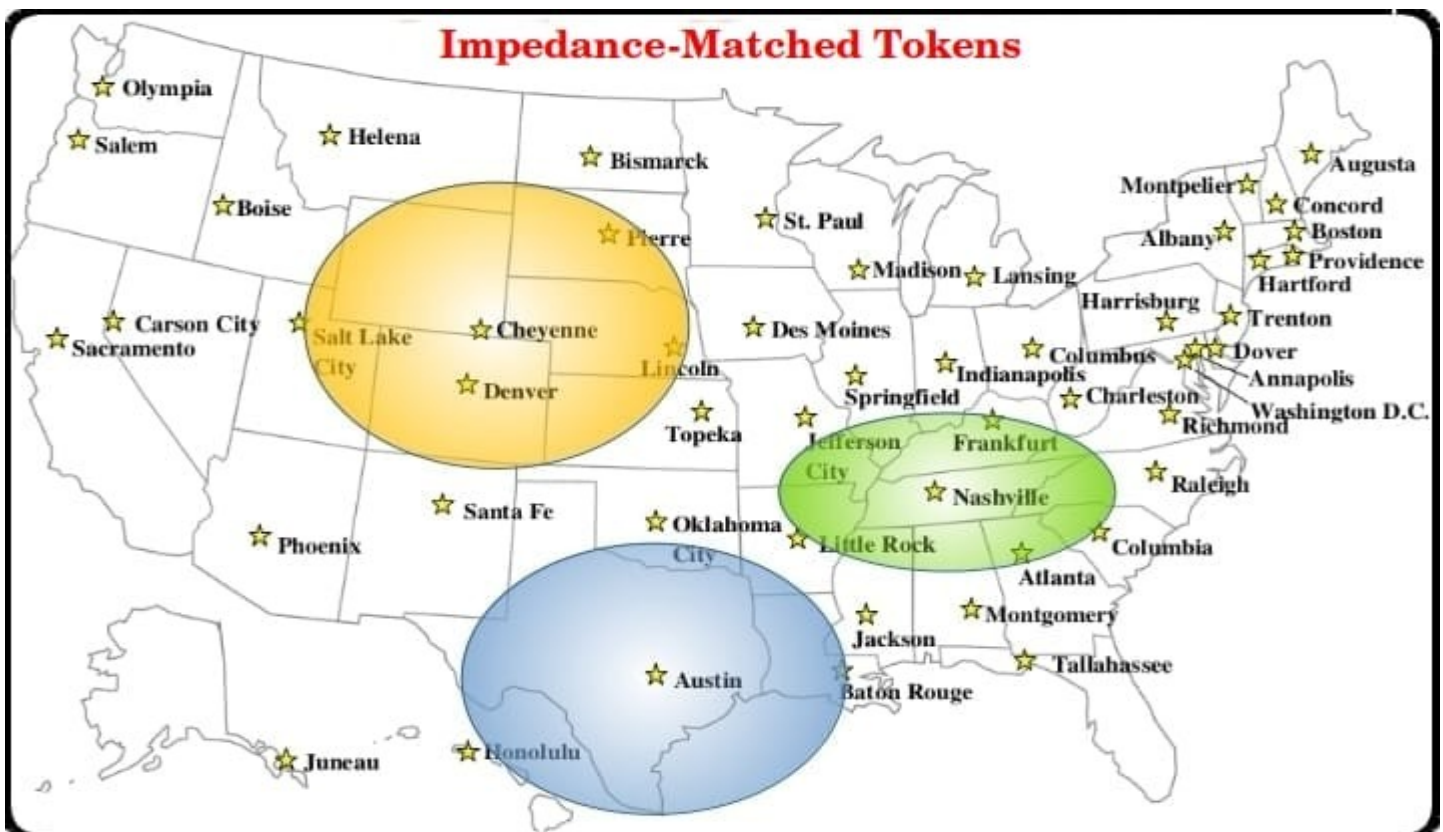 Impedance-Matched Tokens
Olympia
Helena
Salem
Bismarck
Augusta
Montpelier
Boise
Concord
St. Paul
Boston
Pierre
Albany
Providence
Madison
Lansing
Hartford
Harrisburg
Trenton
Carson City
Salt Lake
City
Cheyenne
Des Moines
Sacramento
Columbus
Dover
Lincoln
Indianapolis
Annapolis
Denver
Springfield
Charleston
Washington D.C.
Topeka
Richmond
Jefferson
City
Frankfurt
Raleigh
Nashville
Santa Fe
Oklahoma
City
Little Rock
Phoenix
Columbia
Atlanta
Montgomery
Jackson
Tallahassee
Austin
Baton Rouge
Honolulu
Juneau